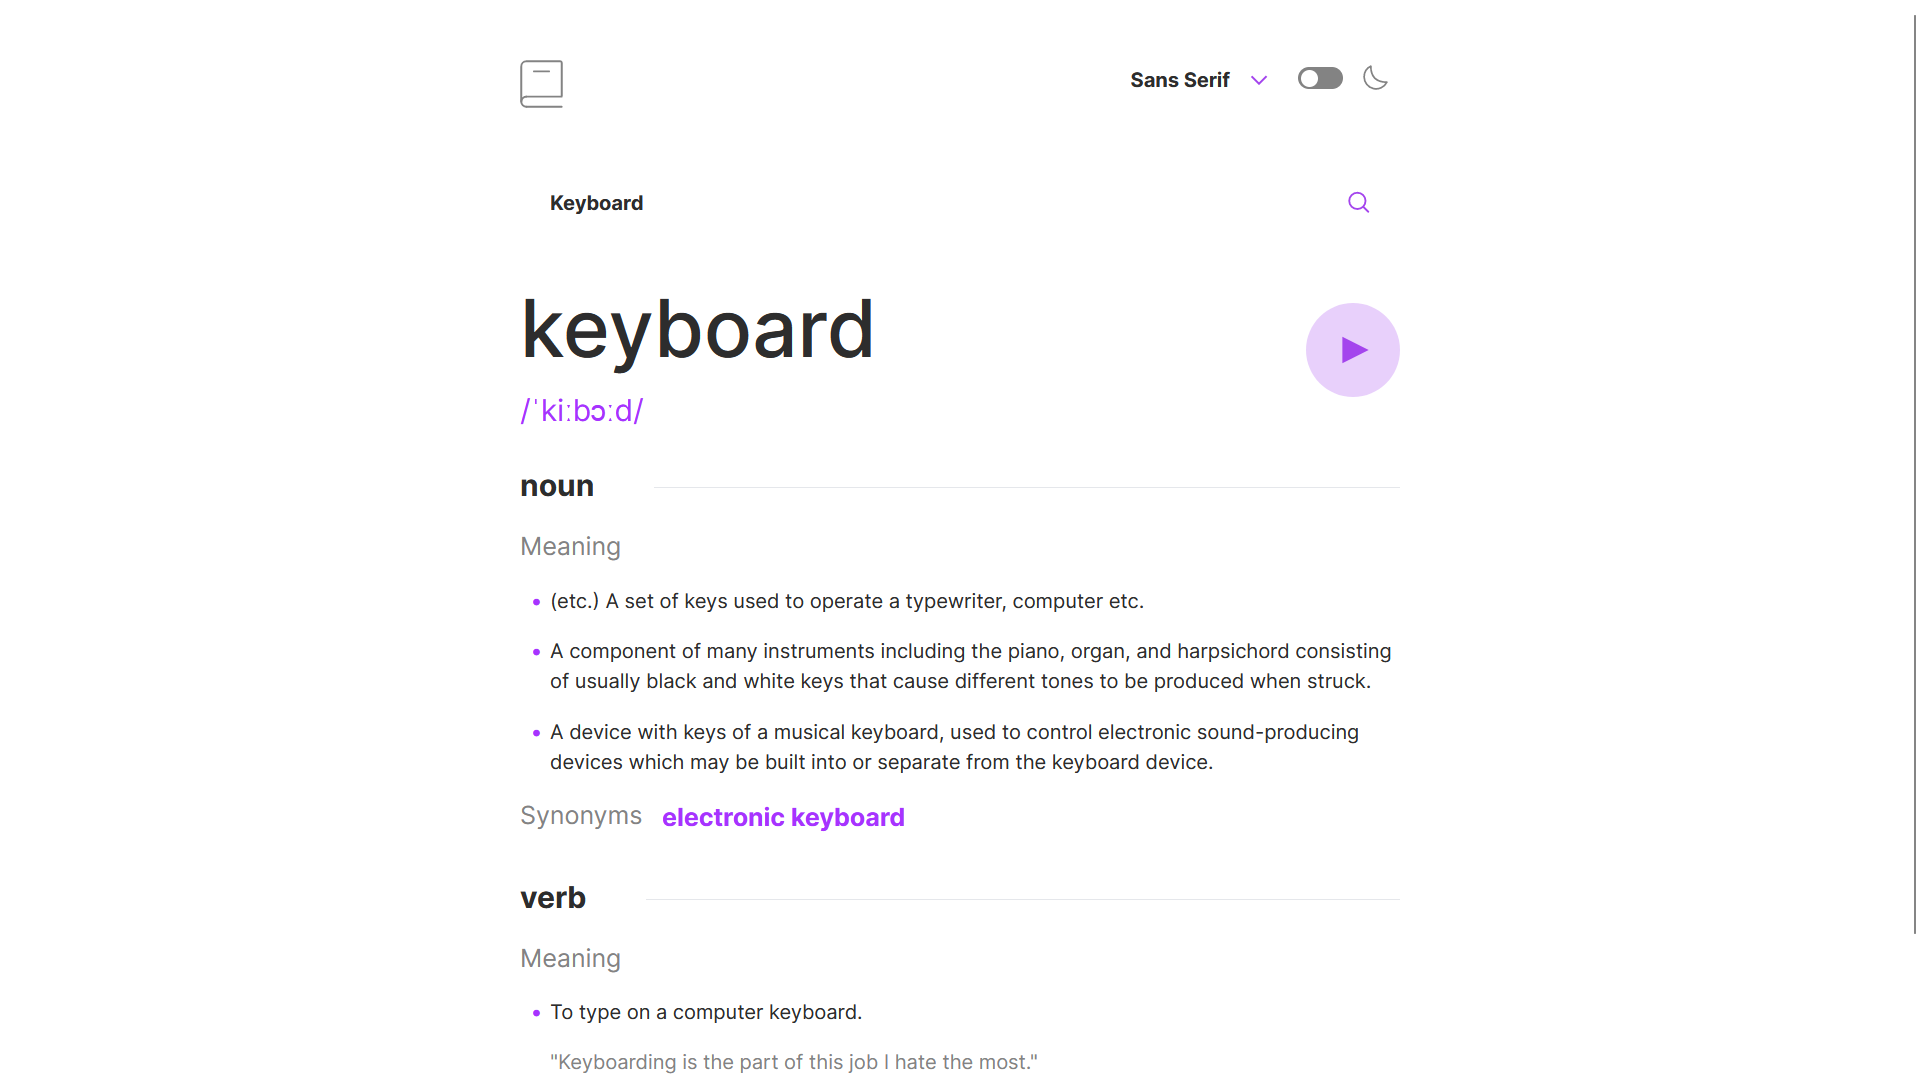 Sans Serif
Keyboard
keyboard
/ˈkiːbɔːd/
noun
Meaning
(etc.) A set of keys used to operate a typewriter, computer etc.
A component of many instruments including the piano, organ, and harpsichord consisting
of usually black and white keys that cause different tones to be produced when struck.
A device with keys of a musical keyboard, used to control electronic sound-producing
devices which may be built into or separate from the keyboard device.
Synonyms electronic keyboard
verb
Meaning
To type on a computer keyboard.
"Keyboarding is the part of this job I hate the most."